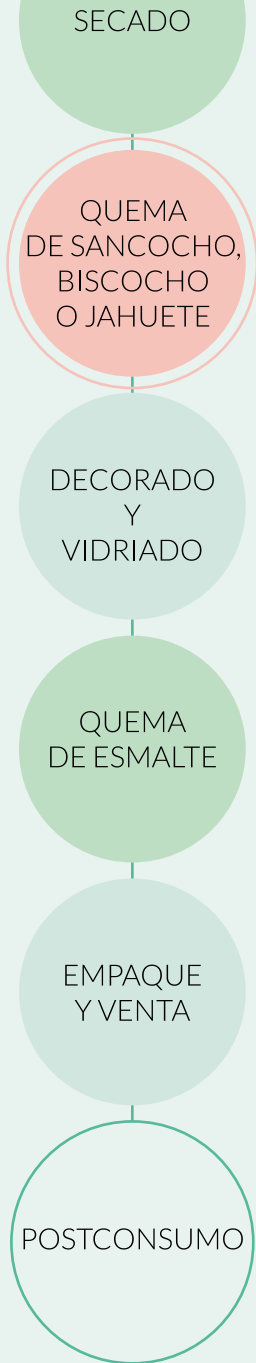 SECADO
QUEMA
DE SANCOCHO,
BISCOCHO
O JAHUETE
DECORADO
Y
VIDRIADO
QUEMA
DE ESMALTE
EMPAQUE
Y VENTA
POSTCONSUMO